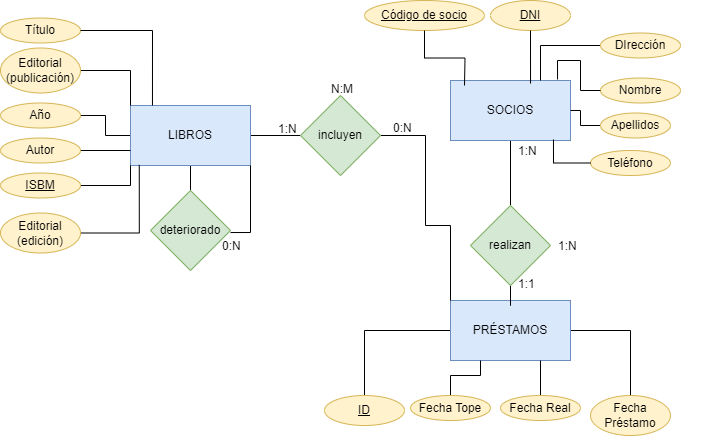 Código de socio
DNI
Título
DIrección
Editorial
(publicación)
N:M
Nombre
Año
LIBROS
1:N
incluyen
0:N
SOCIOS
Apellidos
Autor
1:N
Teléfono
ISBM
Editorial
(edición)
deteriorado
0:N
realizan
1:N
1:1
PRÉSTAMOS
ID
Fecha Tope
Fecha Real
Fecha
Préstamo